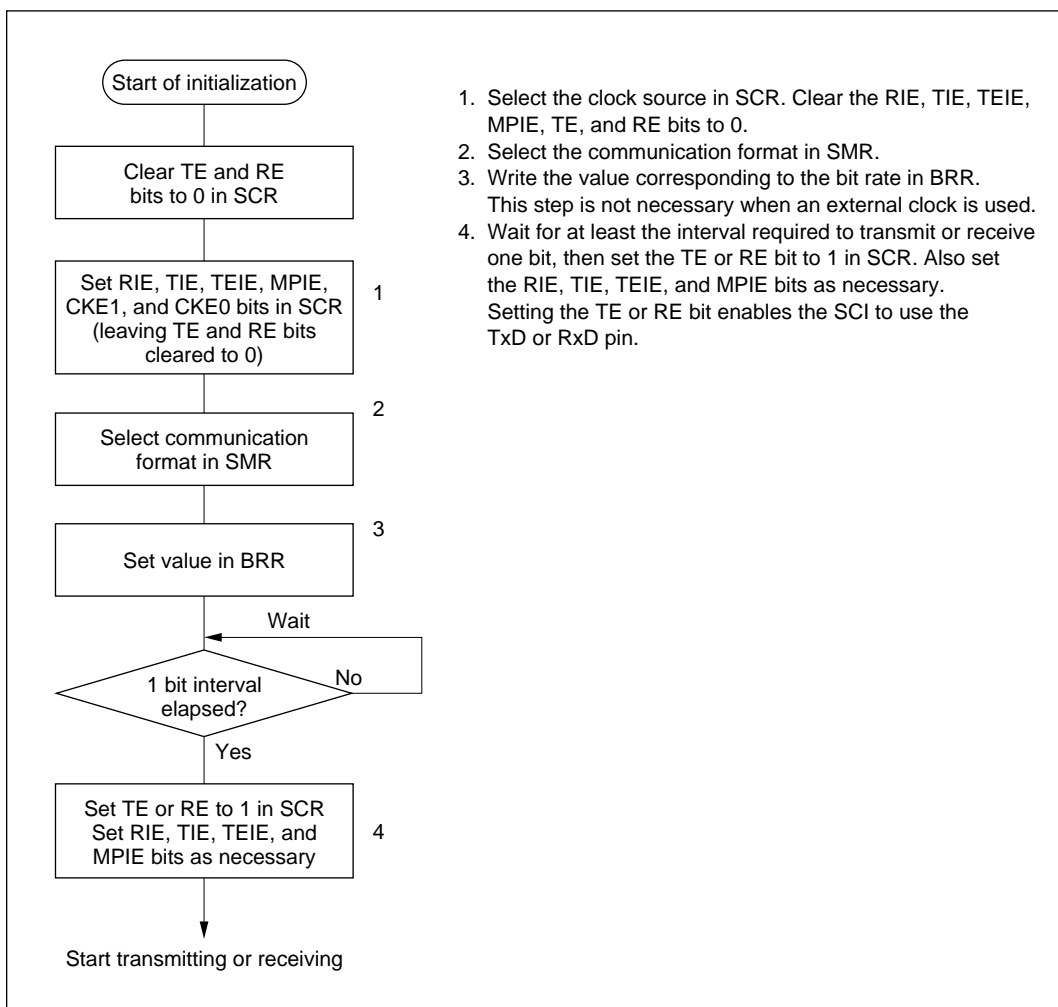 Start of initialization
Clear TE and RE
bits to 0 in SCR
Set RIE, TIE, TEIE, MPIE,
CKE1, and CKE0 bits in SCR
(leaving TE and RE bits
cleared to 0)
1
Select communication
format in SMR
2
Set value in BRR
3
Wait
1 bit interval
elapsed?
No
Yes
Set TE or RE to 1 in SCR
Set RIE, TIE, TEIE, and
MPIE bits as necessary
4
Start transmitting or receiving
1. Select the clock source in SCR. Clear the RIE, TIE, TEIE,
MPIE, TE, and RE bits to 0.
2. Select the communication format in SMR.
3. Write the value corresponding to the bit rate in BRR.
This step is not necessary when an external clock is used.
4. Wait for at least the interval required to transmit or receive
one bit, then set the TE or RE bit to 1 in SCR. Also set
the RIE, TIE, TEIE, and MPIE bits as necessary.
Setting the TE or RE bit enables the SCI to use the
TxD or RxD pin.